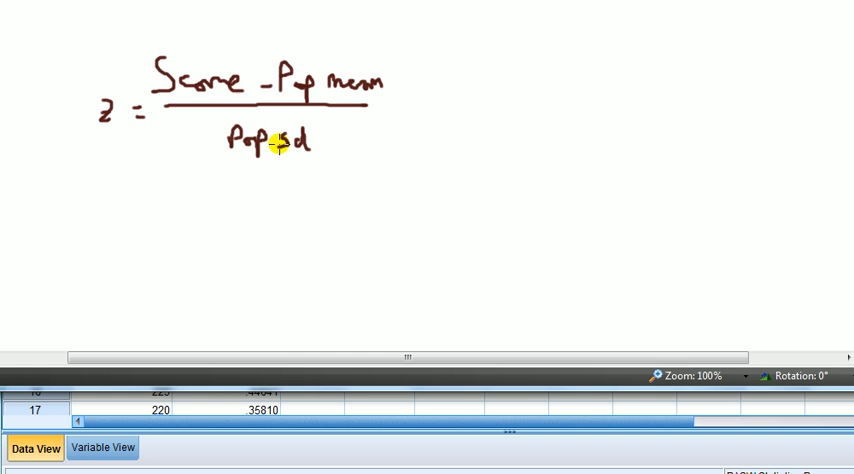 Score - Pop mean
z =
Pop sd
Zoom: 100% Rotation: 0°
17 220 .35810
Data View Variable View